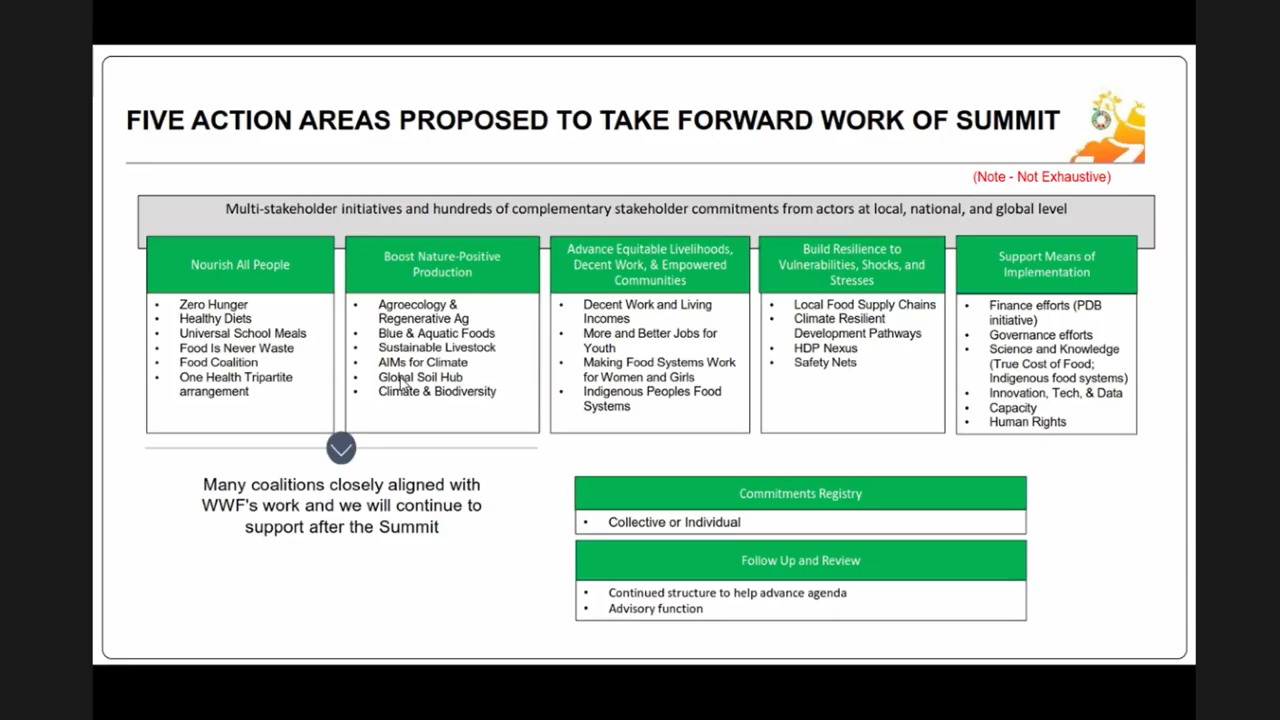 FIVE ACTION AREAS PROPOSED TO TAKE FORWARD WORK OF SUMMIT
(Note - Not Exhaustive)
Multi-stakeholder initiatives and hundreds of complementary stakeholder commitments from actors at local, national, and global level
Nourish All People
• Zero Hunger
• Healthy Diets
• Universal School Meals
• Food Is Never Waste
• Food Coalition
• One Health Tripartite
arrangement
Boost Nature-Positive
Production
• Agroecology &
Regenerative Ag
• Blue & Aquatic Foods
• Sustainable Livestock
• AIMs for Climate
• Global Soil Hub
• Climate & Biodiversity
Advance Equitable Livelihoods,
Decent Work, & Empowered
Communities
• Decent Work and Living
Incomes
• More and Better Jobs for
Youth
• Making Food Systems Work
for Women and Girls
• Indigenous Peoples Food
Systems
Build Resilience to
Vulnerabilities, Shocks, and
Stresses
• Local Food Supply Chains
• Climate Resilient
Development Pathways
• HDP Nexus
• Safety Nets
Support Means of
Implementation
• Finance efforts (PDB
initiative)
• Governance efforts
• Science and Knowledge
(True Cost of Food;
Indigenous food systems)
• Innovation, Tech, & Data
• Capacity
• Human Rights
Many coalitions closely aligned with
WWF's work and we will continue to
support after the Summit
Commitments Registry
• Collective or Individual
Follow Up and Review
• Continued structure to help advance agenda
• Advisory function